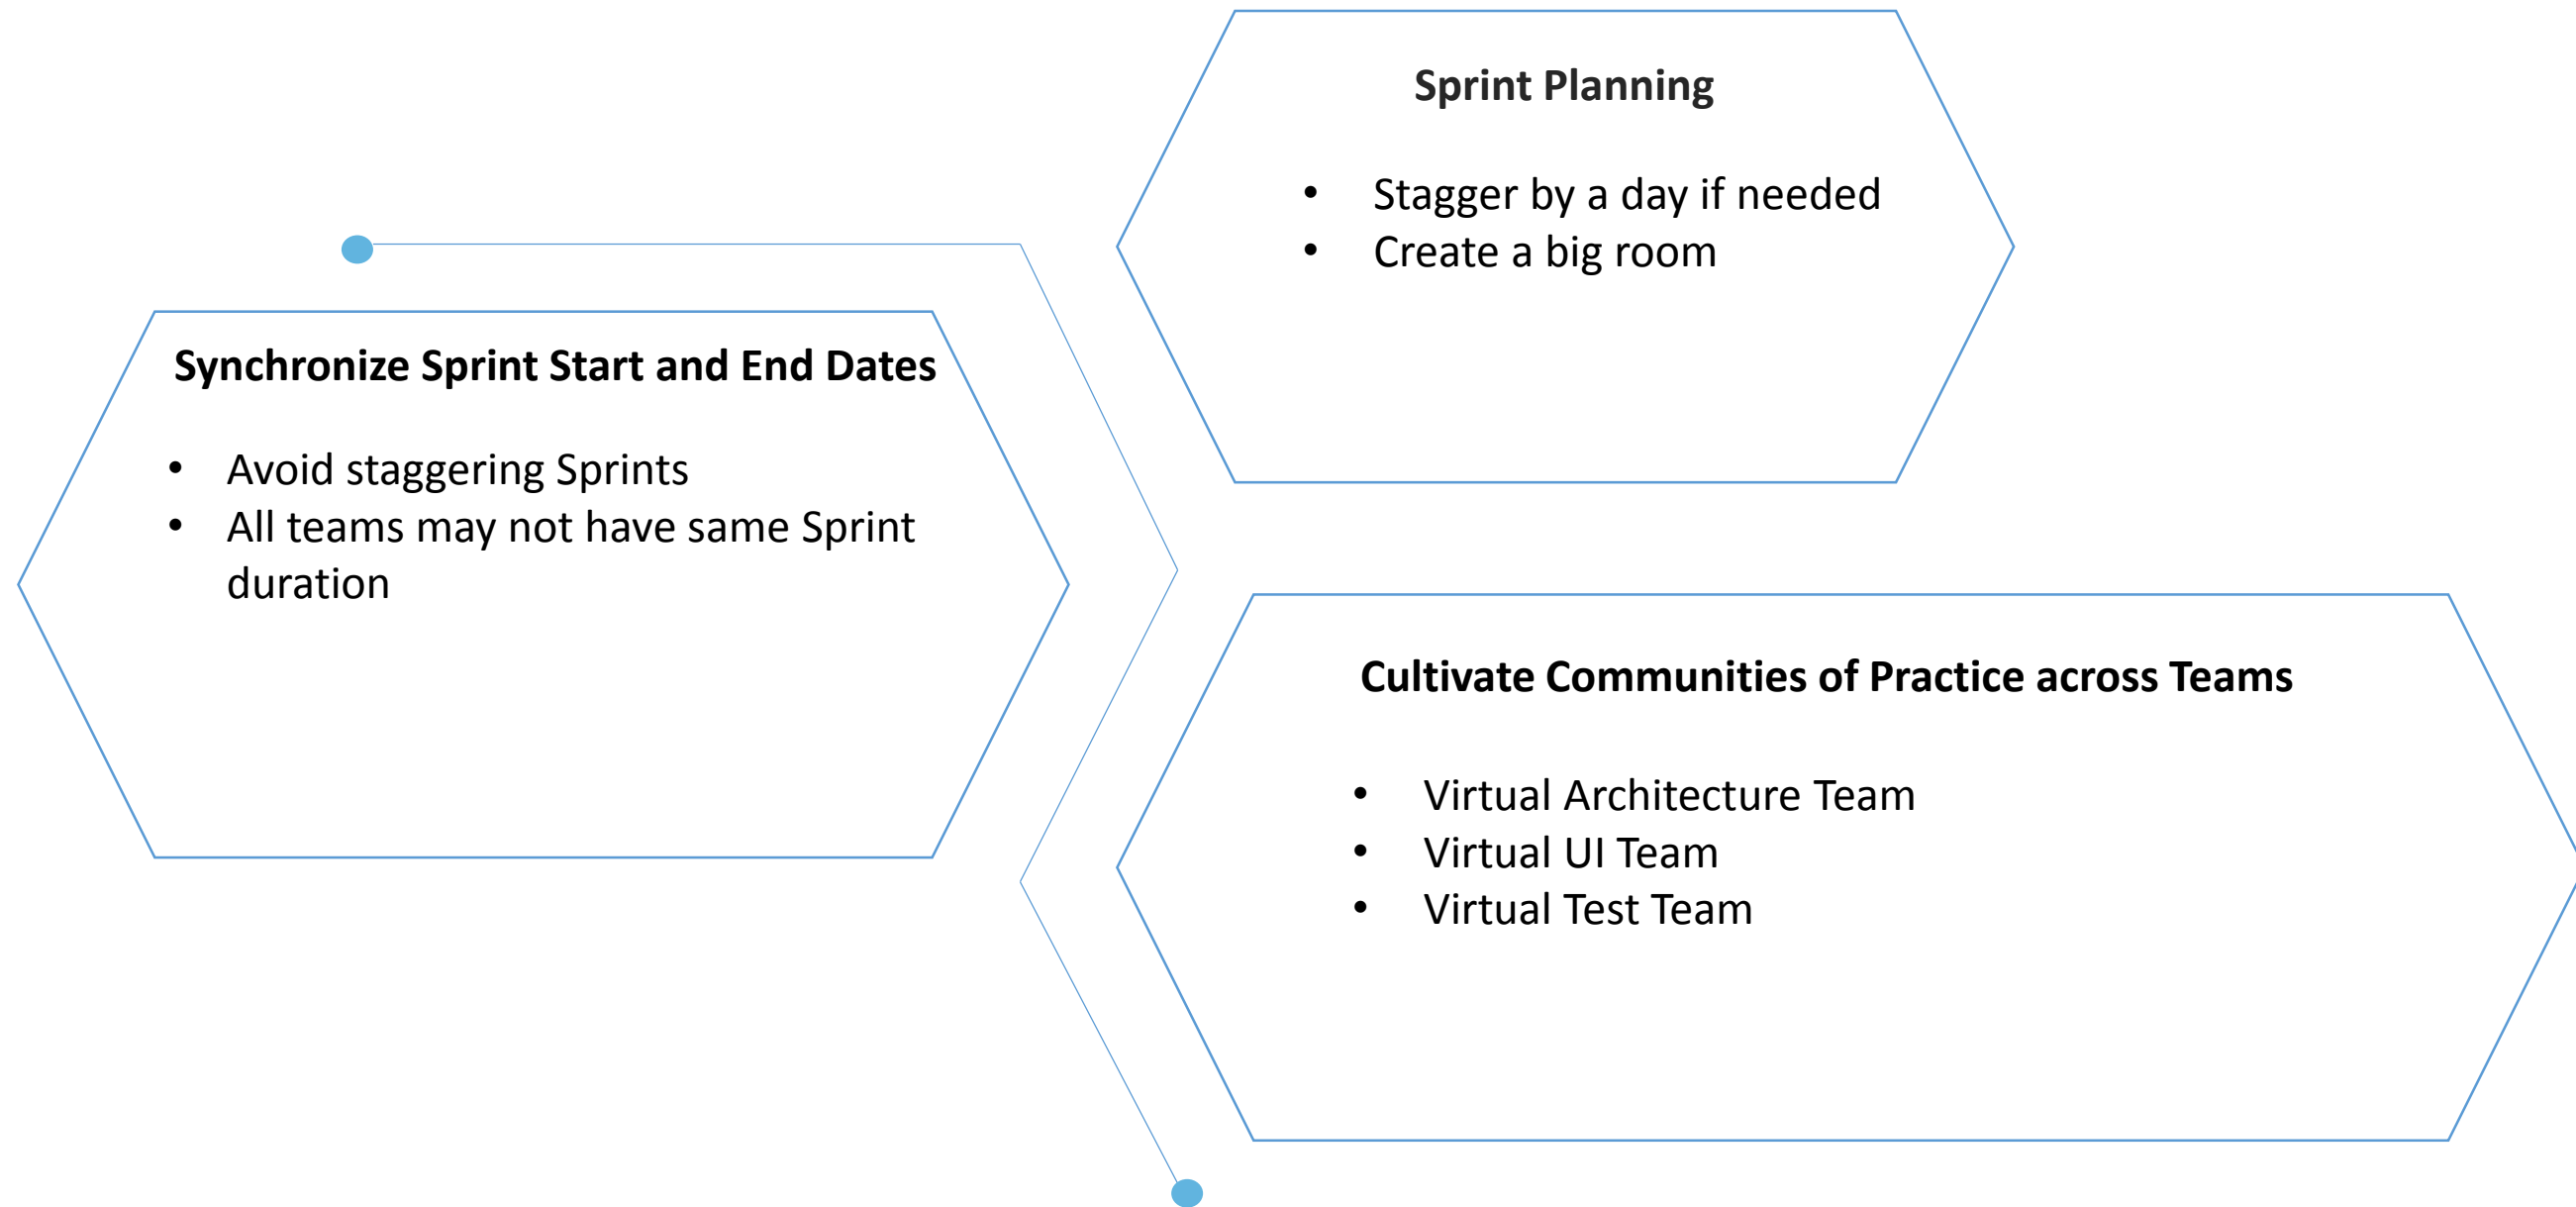 Sprint Planning
• Stagger by a day if needed
• Create a big room
Synchronize Sprint Start and End Dates
• Avoid staggering Sprints
• All teams may not have same Sprint
duration
Cultivate Communities of Practice across Teams
• Virtual Architecture Team
• Virtual UI Team
• Virtual Test Team